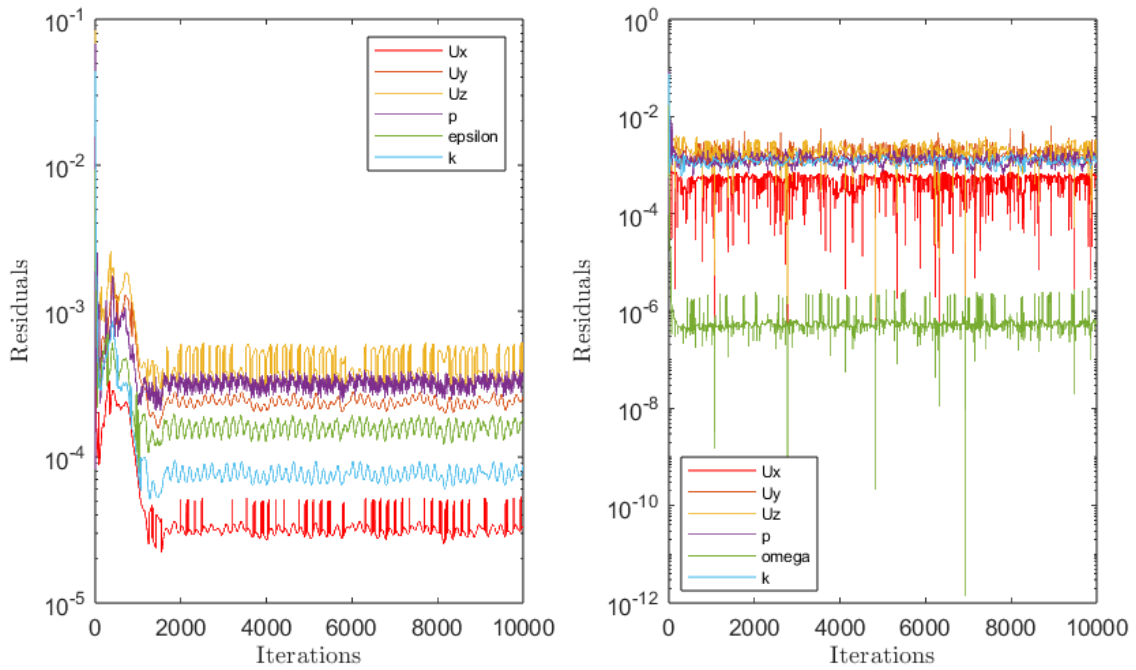 10^-1
10^-2
10^-3
10^-4
10^-5
Residuals
0 2000 4000 6000 8000 10000
Iterations
Ux
Uy
Uz
p
epsilon
k
10^0
10^-2
10^-4
10^-6
10^-8
10^-10
10^-12
Residuals
0 2000 4000 6000 8000 10000
Iterations
Ux
Uy
Uz
p
omega
k